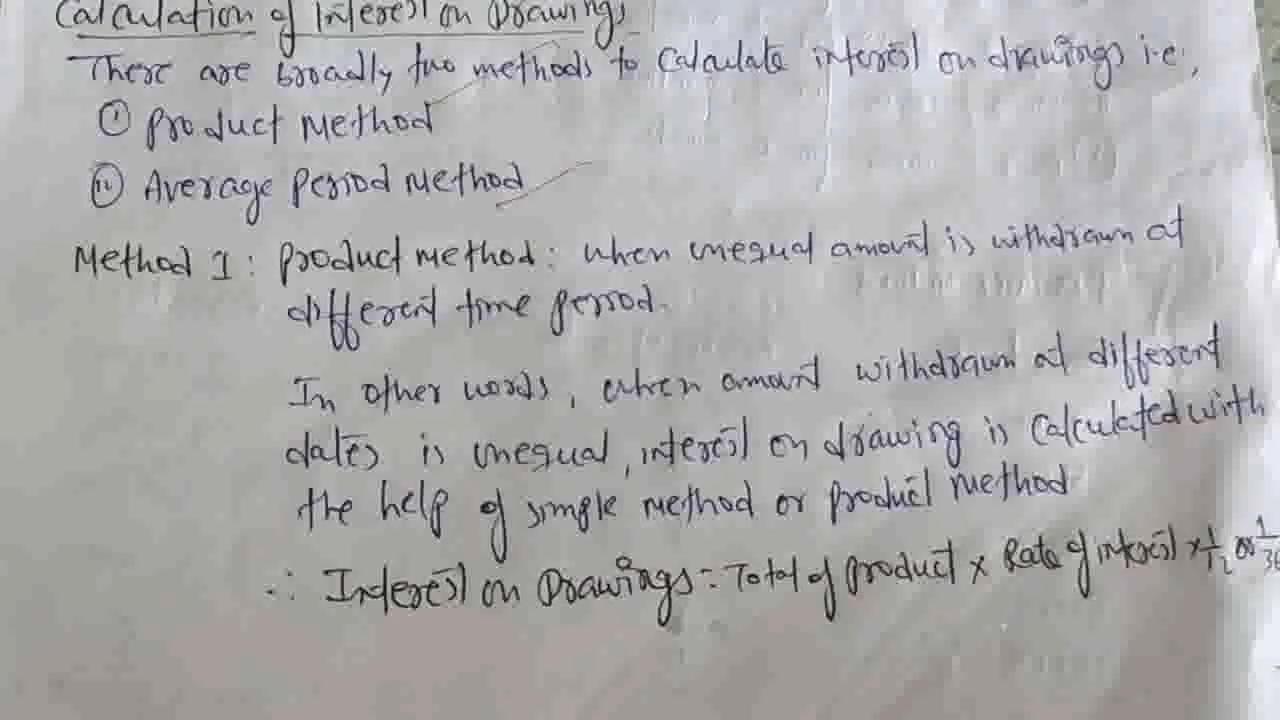 Calculation of Interest on Drawings
There are broadly two methods to calculate interest on drawings i.e.,
(i) Product Method
(ii) Average Period Method
Method 1: Product method: when unequal amount is withdrawn at
different time period.
In other words, when amount withdrawn at different
dates is unequal, interest on drawing is calculated with
the help of simple method or product method
∴ Interest on Drawings = Total of product x Rate of interest x 1/12 or